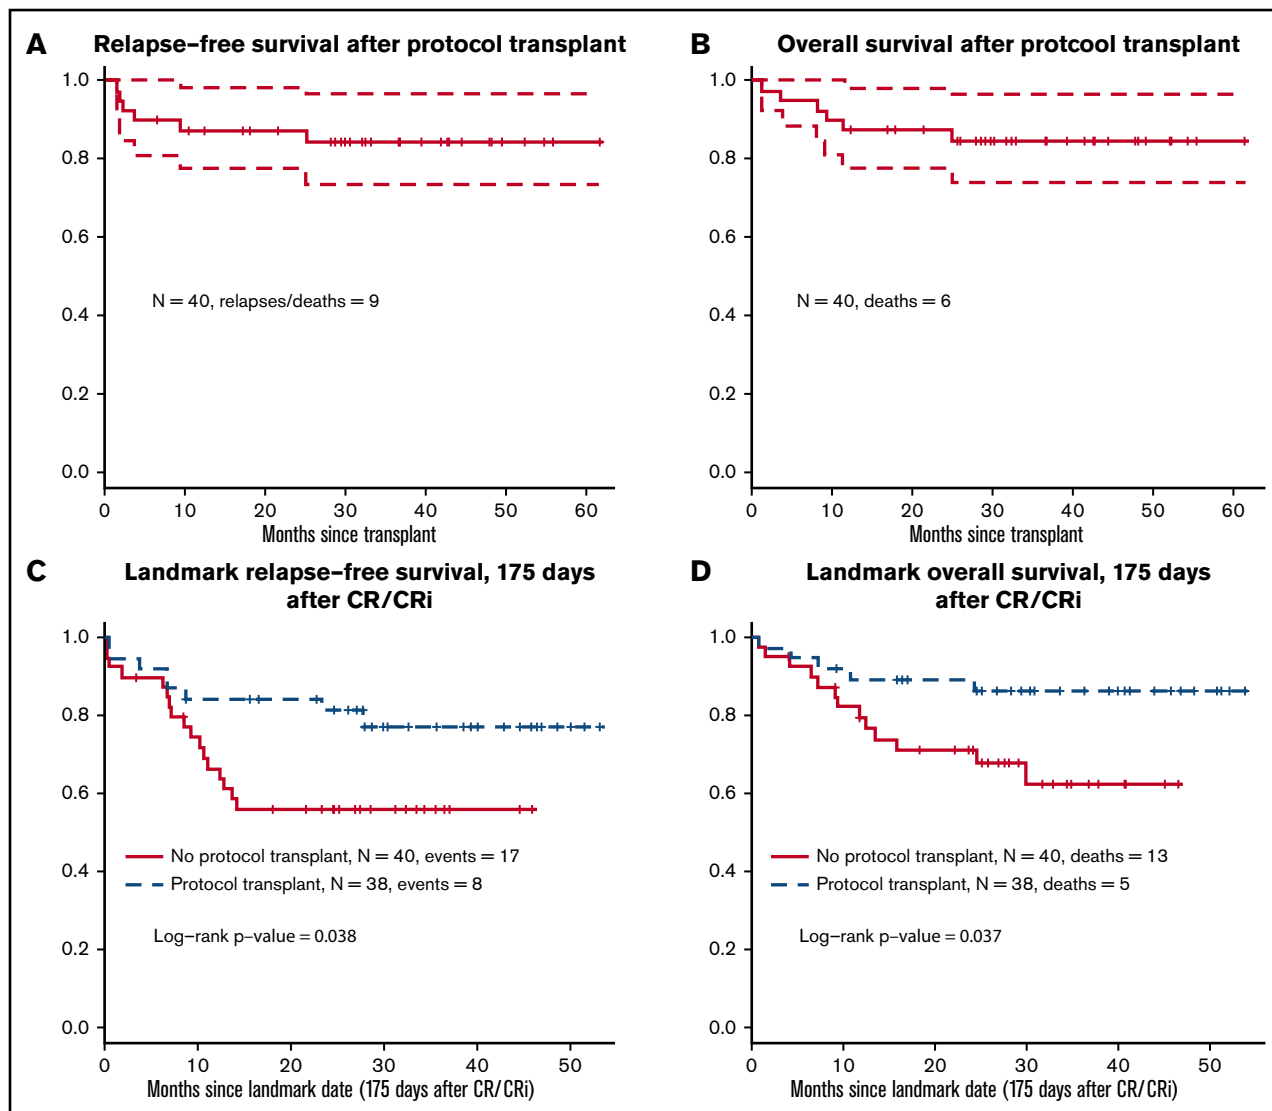 A Relapse–free survival after protocol transplant
1.0
0.8
0.6
0.4
0.2
0.0
N = 40, relapses/deaths = 9
0 10 20 30 40 50 60
Months since transplant
B Overall survival after protcool transplant
1.0
0.8
0.6
0.4
0.2
0.0
N = 40, deaths = 6
0 10 20 30 40 50 60
Months since transplant
C Landmark relapse–free survival, 175 days
after CR/CRi
1.0
0.8
0.6
0.4
0.2
0.0
No protocol transplant, N = 40, events = 17
Protocol transplant, N = 38, events = 8
Log–rank p–value = 0.038
0 10 20 30 40 50
Months since landmark date (175 days after CR/CRi)
D Landmark overall survival, 175 days
after CR/CRi
1.0
0.8
0.6
0.4
0.2
0.0
No protocol transplant, N = 40, deaths = 13
Protocol transplant, N = 38, deaths = 5
Log–rank p–value = 0.037
0 10 20 30 40 50
Months since landmark date (175 days after CR/CRi)